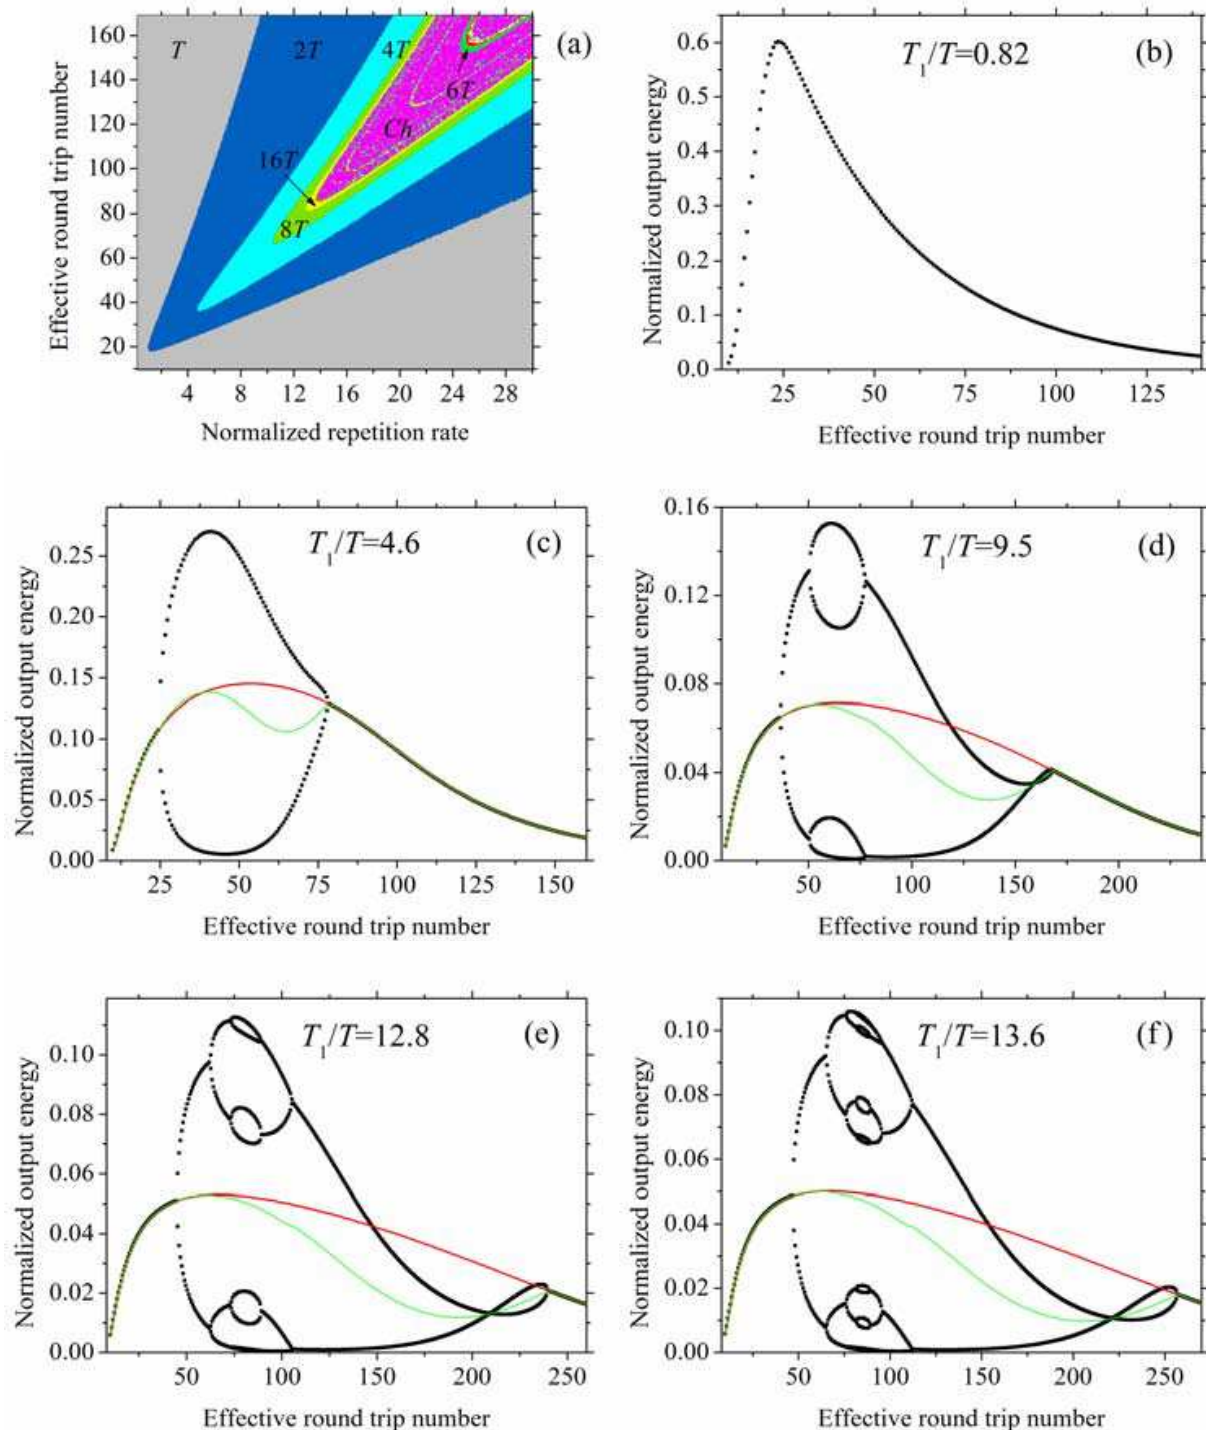 (a)
T
2T
4T
6T
Ch
16T
8T
160
140
120
100
80
60
40
20
4 8 12 16 20 24 28
Effective round trip number
Normalized repetition rate
(b)
T1/T=0.82
0.6
0.5
0.4
0.3
0.2
0.1
0.0
25 50 75 100 125
Normalized output energy
Effective round trip number
(c)
T1/T=4.6
0.25
0.20
0.15
0.10
0.05
0.00
25 50 75 100 125 150
Normalized output energy
Effective round trip number
(d)
T1/T=9.5
0.16
0.12
0.08
0.04
0.00
50 100 150 200
Normalized output energy
Effective round trip number
(e)
T1/T=12.8
0.10
0.08
0.06
0.04
0.02
0.00
50 100 150 200 250
Normalized output energy
Effective round trip number
(f)
T1/T=13.6
0.10
0.08
0.06
0.04
0.02
0.00
50 100 150 200 250
Normalized output energy
Effective round trip number